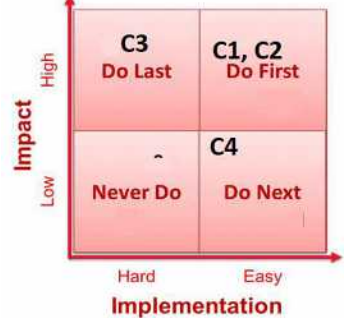 C3
Do Last
C1, C2
Do First
High
Impact
C4
Never Do
Do Next
Low
Hard
Easy
Implementation